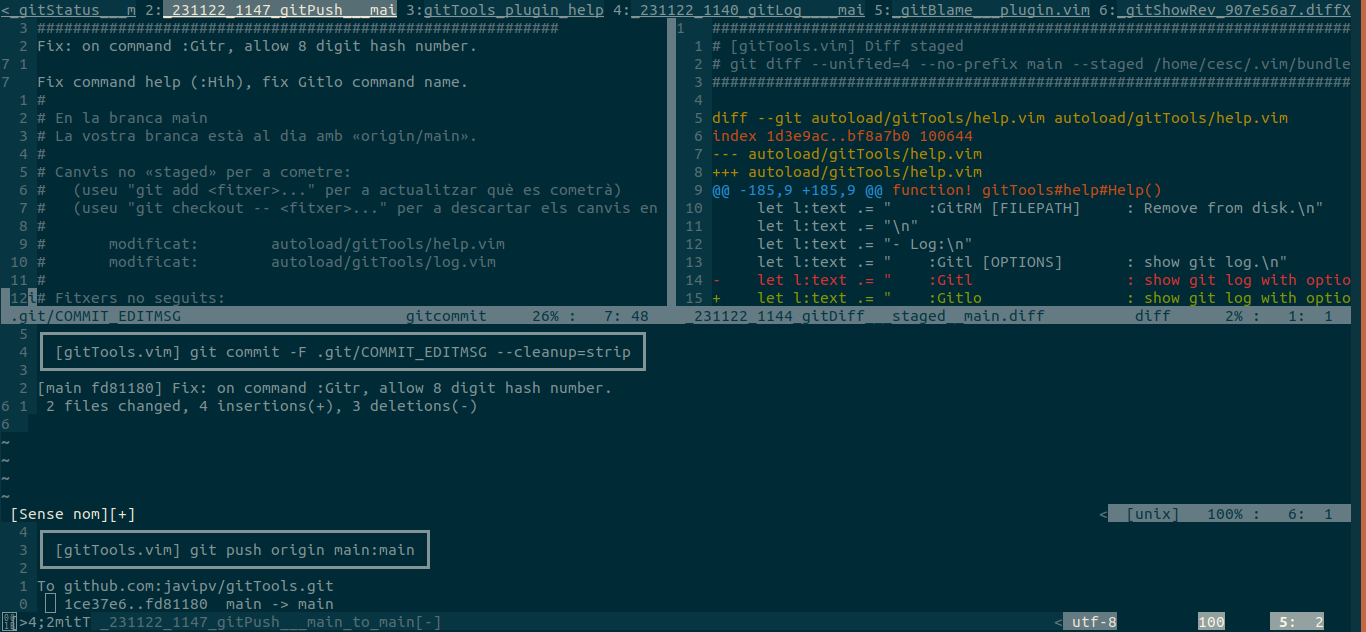 <_gitStatus___m 2:_231122_1147_gitPush___mai 3:gitTools_plugin_help 4:_231122_1140_gitLog____mai 5:_gitBlame___plugin.vim 6:_gitShowRev_907e56a7.diffX
3 ##########################################################
2 Fix: on command :Gitr, allow 8 digit hash number.
7 1
7 Fix command help (:Hih), fix Gitlo command name.
1 #
2 # En la branca main
3 # La vostra branca està al dia amb «origin/main».
4 #
5 # Canvis no «staged» per a cometre:
6 #   (useu "git add <fitxer>..." per a actualitzar què es cometrà)
7 #   (useu "git checkout -- <fitxer>..." per a descartar els canvis en
8 #
9 #       modificat:        autoload/gitTools/help.vim
10 #       modificat:        autoload/gitTools/log.vim
11 #
12 # Fitxers no seguits:
.git/COMMIT_EDITMSG                         gitcommit     26% :   7: 48
1 #######################################################################
1 # [gitTools.vim] Diff staged
2 # git diff --unified=4 --no-prefix main --staged /home/cesc/.vim/bundle
3 #######################################################################
4
5 diff --git autoload/gitTools/help.vim autoload/gitTools/help.vim
6 index 1d3e9ac..bf8a7b0 100644
7 --- autoload/gitTools/help.vim
8 +++ autoload/gitTools/help.vim
9 @@ -185,9 +185,9 @@ function! gitTools#help#Help()
10      let l:text .= "    :GitRM [FILEPATH]     : Remove from disk.\n"
11      let l:text .= "\n"
12      let l:text .= "- Log:\n"
13      let l:text .= "    :Gitl [OPTIONS]       : show git log.\n"
14 -    let l:text .= "    :Gitl                 : show git log with optio
15 +    let l:text .= "    :Gitlo                : show git log with optio
_231122_1144_gitDiff___staged__main.diff          diff      2% :   1:  1
5
4 [gitTools.vim] git commit -F .git/COMMIT_EDITMSG --cleanup=strip
3
2 [main fd81180] Fix: on command :Gitr, allow 8 digit hash number.
6 1  2 files changed, 4 insertions(+), 3 deletions(-)
6
~
~
~
~
[Sense nom][+] < [unix]   100% :   6:  1
4
3 [gitTools.vim] git push origin main:main
2
1 To github.com:javipv/gitTools.git
0    1ce37e6..fd81180  main -> main
>4;2mitT _231122_1147_gitPush___main_to_main[-] < utf-8 100 5:  2